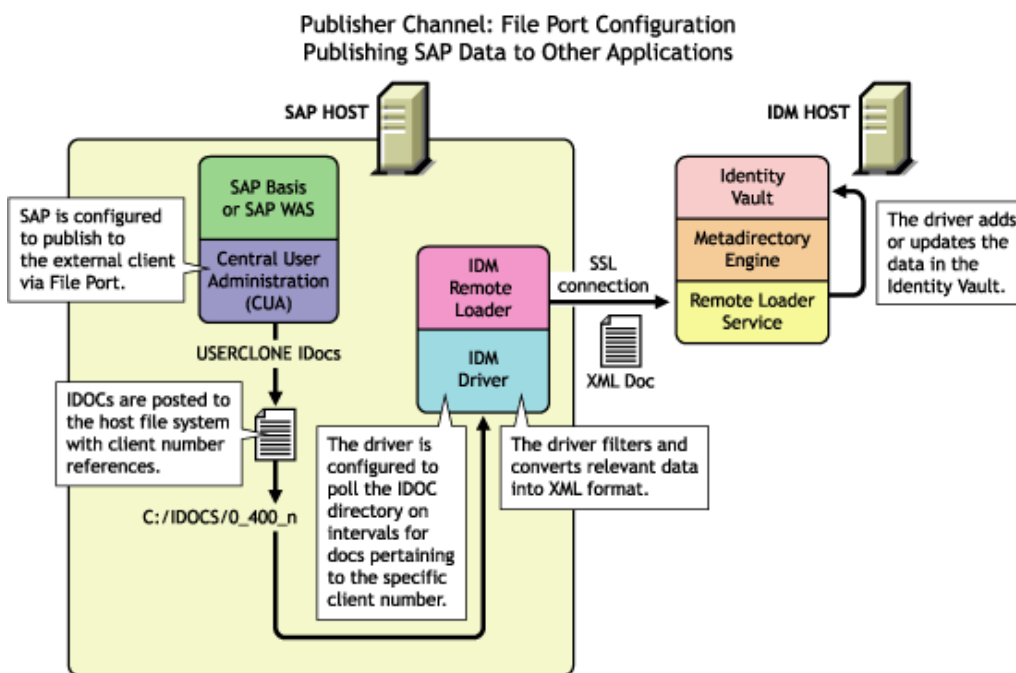 Publisher Channel: File Port Configuration
Publishing SAP Data to Other Applications
SAP HOST
IDM HOST
SAP Basis
or SAP WAS
Central User
Administration
(CUA)
SAP is configured
to publish to
the external client
via File Port.
USERCLONE IDocs
IDOCs are posted to
the host file system
with client number
references.
C:/IDOCS/0_400_n
IDM
Remote
Loader
IDM
Driver
The driver is
configured to
poll the IDOC
directory on
intervals for
docs pertaining
to the specific
client number.
The driver filters and
converts relevant data
into XML format.
SSL
connection
XML Doc
Identity
Vault
Metadirectory
Engine
Remote Loader
Service
The driver adds
or updates the
data in the
Identity Vault.